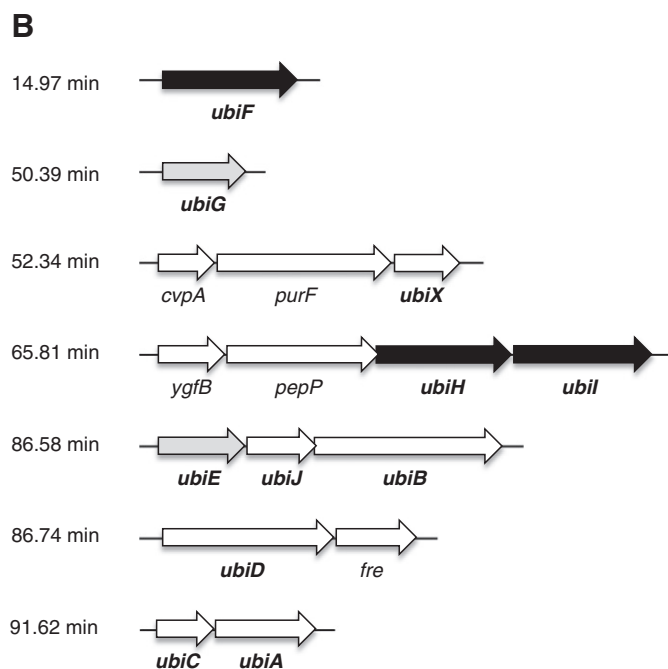 B
14.97 min
ubiF
50.39 min
ubiG
52.34 min
cvpA purF ubiX
65.81 min
ygfB pepP ubiH ubiI
86.58 min
ubiE ubiJ ubiB
86.74 min
ubiD fre
91.62 min
ubiC ubiA